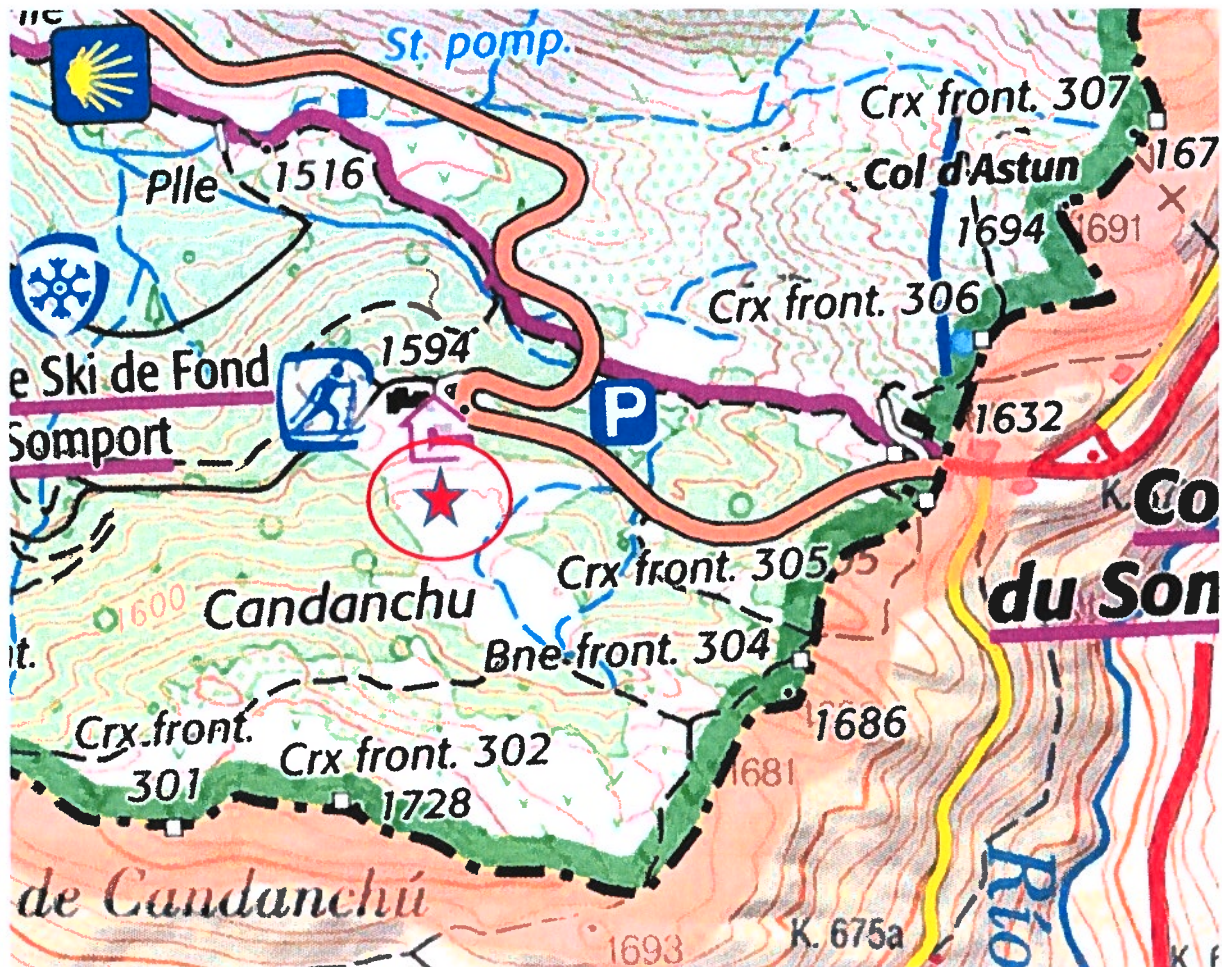 St. pomp.
Crx front. 307
167
Col d'Astun
Plle
1516
1694
1691
Crx front. 306
1594
e Ski de Fond
P
1632
Somport
Co
Crx front. 305
du Som
1600
Candanchu
Bne front. 304
1686
Crx front.
301
Crx front. 302
1728
1681
de Candanchú
Río
K. 675a
1693